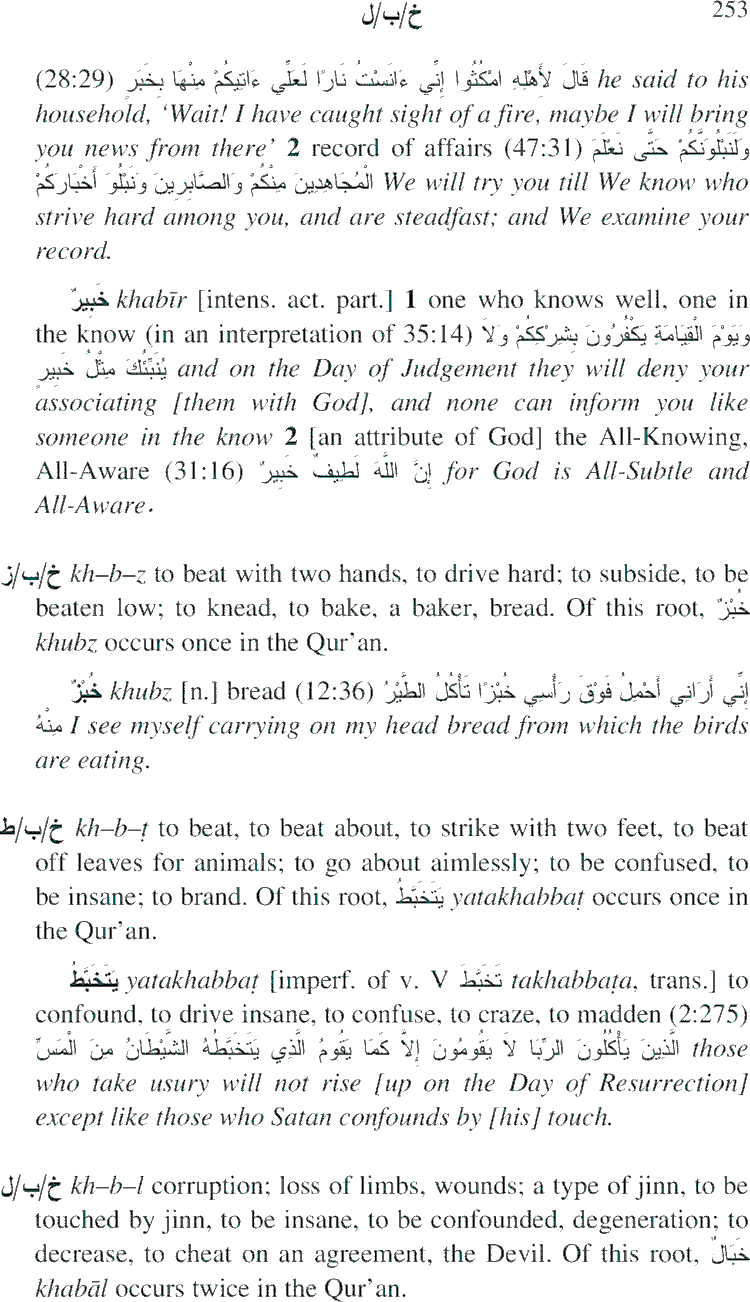 خ/ب/ل 253
(28:29) قَالَ لأَهْلِهِ امْكُثُوا إِنِّي ءَانَسْتُ نَارًا لَعَلِّي ءَاتِيكُمْ مِنْهَا بِخَبَرٍ he said to his
household, ‘Wait! I have caught sight of a fire, maybe I will bring
you news from there’ 2 record of affairs (47:31) وَلَنَبْلُوَنَّكُمْ حَتَّى نَعْلَمَ
الْمُجَاهِدِينَ مِنْكُمْ وَالصَّابِرِينَ وَنَبْلُوَ أَخْبَارَكُمْ We will try you till We know who
strive hard among you, and are steadfast; and We examine your
record.
خَبِيرٌ khabīr [intens. act. part.] 1 one who knows well, one in
the know (in an interpretation of 35:14) وَيَوْمَ الْقِيَامَةِ يَكْفُرُونَ بِشِرْكِكُمْ وَلاَ
يُنَبِّئُكَ مِثْلُ خَبِيرٍ and on the Day of Judgement they will deny your
associating [them with God], and none can inform you like
someone in the know 2 [an attribute of God] the All-Knowing,
All-Aware (31:16) إِنَّ اللَّهَ لَطِيفٌ خَبِيرٌ for God is All-Subtle and
All-Aware.
خ/ب/ز kh–b–z to beat with two hands, to drive hard; to subside, to be
beaten low; to knead, to bake, a baker, bread. Of this root, خُبْزٌ
khubz occurs once in the Qur’an.
خُبْزٌ khubz [n.] bread (12:36) إِنِّي أَرَانِي أَحْمِلُ فَوْقَ رَأْسِي خُبْزًا تَأْكُلُ الطَّيْرُ
مِنْهُ I see myself carrying on my head bread from which the birds
are eating.
خ/ب/ط kh–b–ṭ to beat, to beat about, to strike with two feet, to beat
off leaves for animals; to go about aimlessly; to be confused, to
be insane; to brand. Of this root, يَتَخَبَّطُ yatakhabbaṭ occurs once in
the Qur’an.
يَتَخَبَّطُ yatakhabbaṭ [imperf. of v. V تَخَبَّطَ takhabbaṭa, trans.] to
confound, to drive insane, to confuse, to craze, to madden (2:275)
الَّذِينَ يَأْكُلُونَ الرِّبَا لاَ يَقُومُونَ إِلاَّ كَمَا يَقُومُ الَّذِي يَتَخَبَّطُهُ الشَّيْطَانُ مِنَ الْمَسِّ those
who take usury will not rise [up on the Day of Resurrection]
except like those who Satan confounds by [his] touch.
خ/ب/ل kh–b–l corruption; loss of limbs, wounds; a type of jinn, to be
touched by jinn, to be insane, to be confounded, degeneration; to
decrease, to cheat on an agreement, the Devil. Of this root, خَبَالٌ
khabāl occurs twice in the Qur’an.